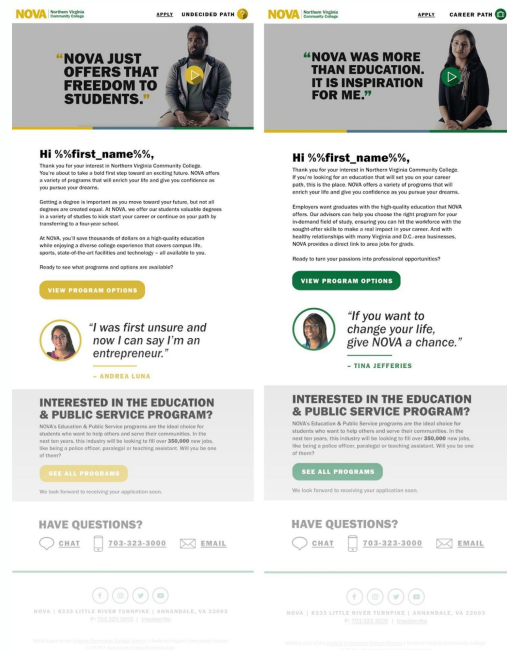 NOVA Northern Virginia
Community College
APPLY UNDECIDED PATH
“NOVA JUST
OFFERS THAT
FREEDOM TO
STUDENTS.”
Hi %%first_name%%,
Thank you for your interest in Northern Virginia Community College.
You're about to take a bold first step toward an exciting future. NOVA offers
a variety of programs that will enrich your life and give you confidence as
you pursue your dreams.
Getting a degree is important as you move toward your future, but not all
degrees are created equal. At NOVA, we offer our students valuable degrees
in a variety of studies to kick start your career or continue on your path by
transferring to a four-year school.
At NOVA, you'll save thousands of dollars on a high-quality education
while enjoying a diverse college experience that covers campus life,
sports, state-of-the-art facilities and technology – all available to you.
Ready to see what programs and options are available?
VIEW PROGRAM OPTIONS
“I was first unsure and
now I can say I'm an
entrepreneur.”
– ANDREA LUNA
INTERESTED IN THE EDUCATION
& PUBLIC SERVICE PROGRAM?
NOVA's Education & Public Service programs are the ideal choice for
students who want to help others and serve their communities. In the
next ten years, this industry will be looking to fill over 350,000 new jobs,
like being a police officer, paralegal or teaching assistant. Will you be one
of them?
SEE ALL PROGRAMS
We look forward to receiving your application soon.
HAVE QUESTIONS?
CHAT 703-323-3000 EMAIL
NOVA | 8333 LITTLE RIVER TURNPIKE | ANNANDALE, VA 22003
P: 703-323-3000 | Unsubscribe
NOVA Northern Virginia
Community College
APPLY CAREER PATH
“NOVA WAS MORE
THAN EDUCATION.
IT IS INSPIRATION
FOR ME.”
Hi %%first_name%%,
Thank you for your interest in Northern Virginia Community College.
If you're looking for an education that will set you on your career
path, this is the place. NOVA offers a variety of programs that will
enrich your life and give you confidence as you pursue your dreams.
Employers want graduates with the high-quality education that NOVA
offers. Our advisors can help you choose the right program for your
in-demand field of study, ensuring you can hit the workforce with the
sought-after skills to make a real impact in your career. And with
healthy relationships with many Virginia and D.C.-area businesses,
NOVA provides a direct link to area jobs for grads.
Ready to turn your passions into professional opportunities?
VIEW PROGRAM OPTIONS
“If you want to
change your life,
give NOVA a chance.”
– TINA JEFFERIES
INTERESTED IN THE EDUCATION
& PUBLIC SERVICE PROGRAM?
NOVA's Education & Public Service programs are the ideal choice for
students who want to help others and serve their communities. In the
next ten years, this industry will be looking to fill over 350,000 new jobs,
like being a police officer, paralegal or teaching assistant. Will you be one
of them?
SEE ALL PROGRAMS
We look forward to receiving your application soon.
HAVE QUESTIONS?
CHAT 703-323-3000 EMAIL
NOVA | 8333 LITTLE RIVER TURNPIKE | ANNANDALE, VA 22003
P: 703-323-3000 | Unsubscribe